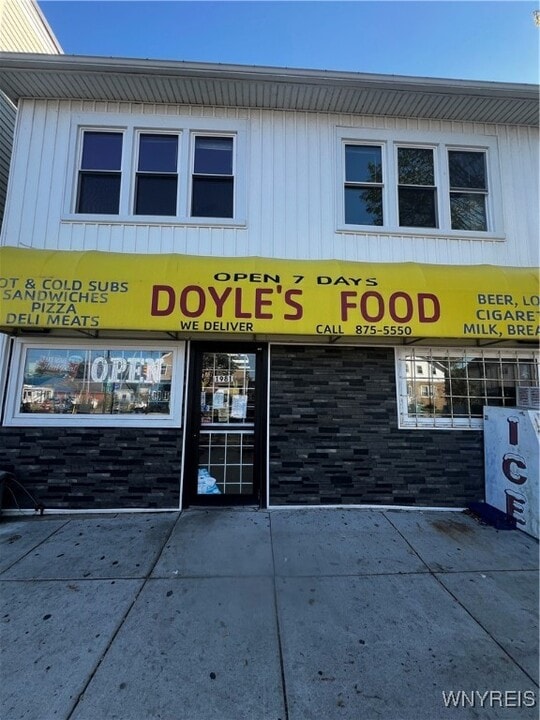 OPEN 7 DAYS
DOYLE'S FOOD
WE DELIVER CALL 875-5550
OT & COLD SUBS
SANDWICHES
PIZZA
DELI MEATS
BEER, LO
CIGARET
MILK, BREA
OPEN
ICE
WNYREIS